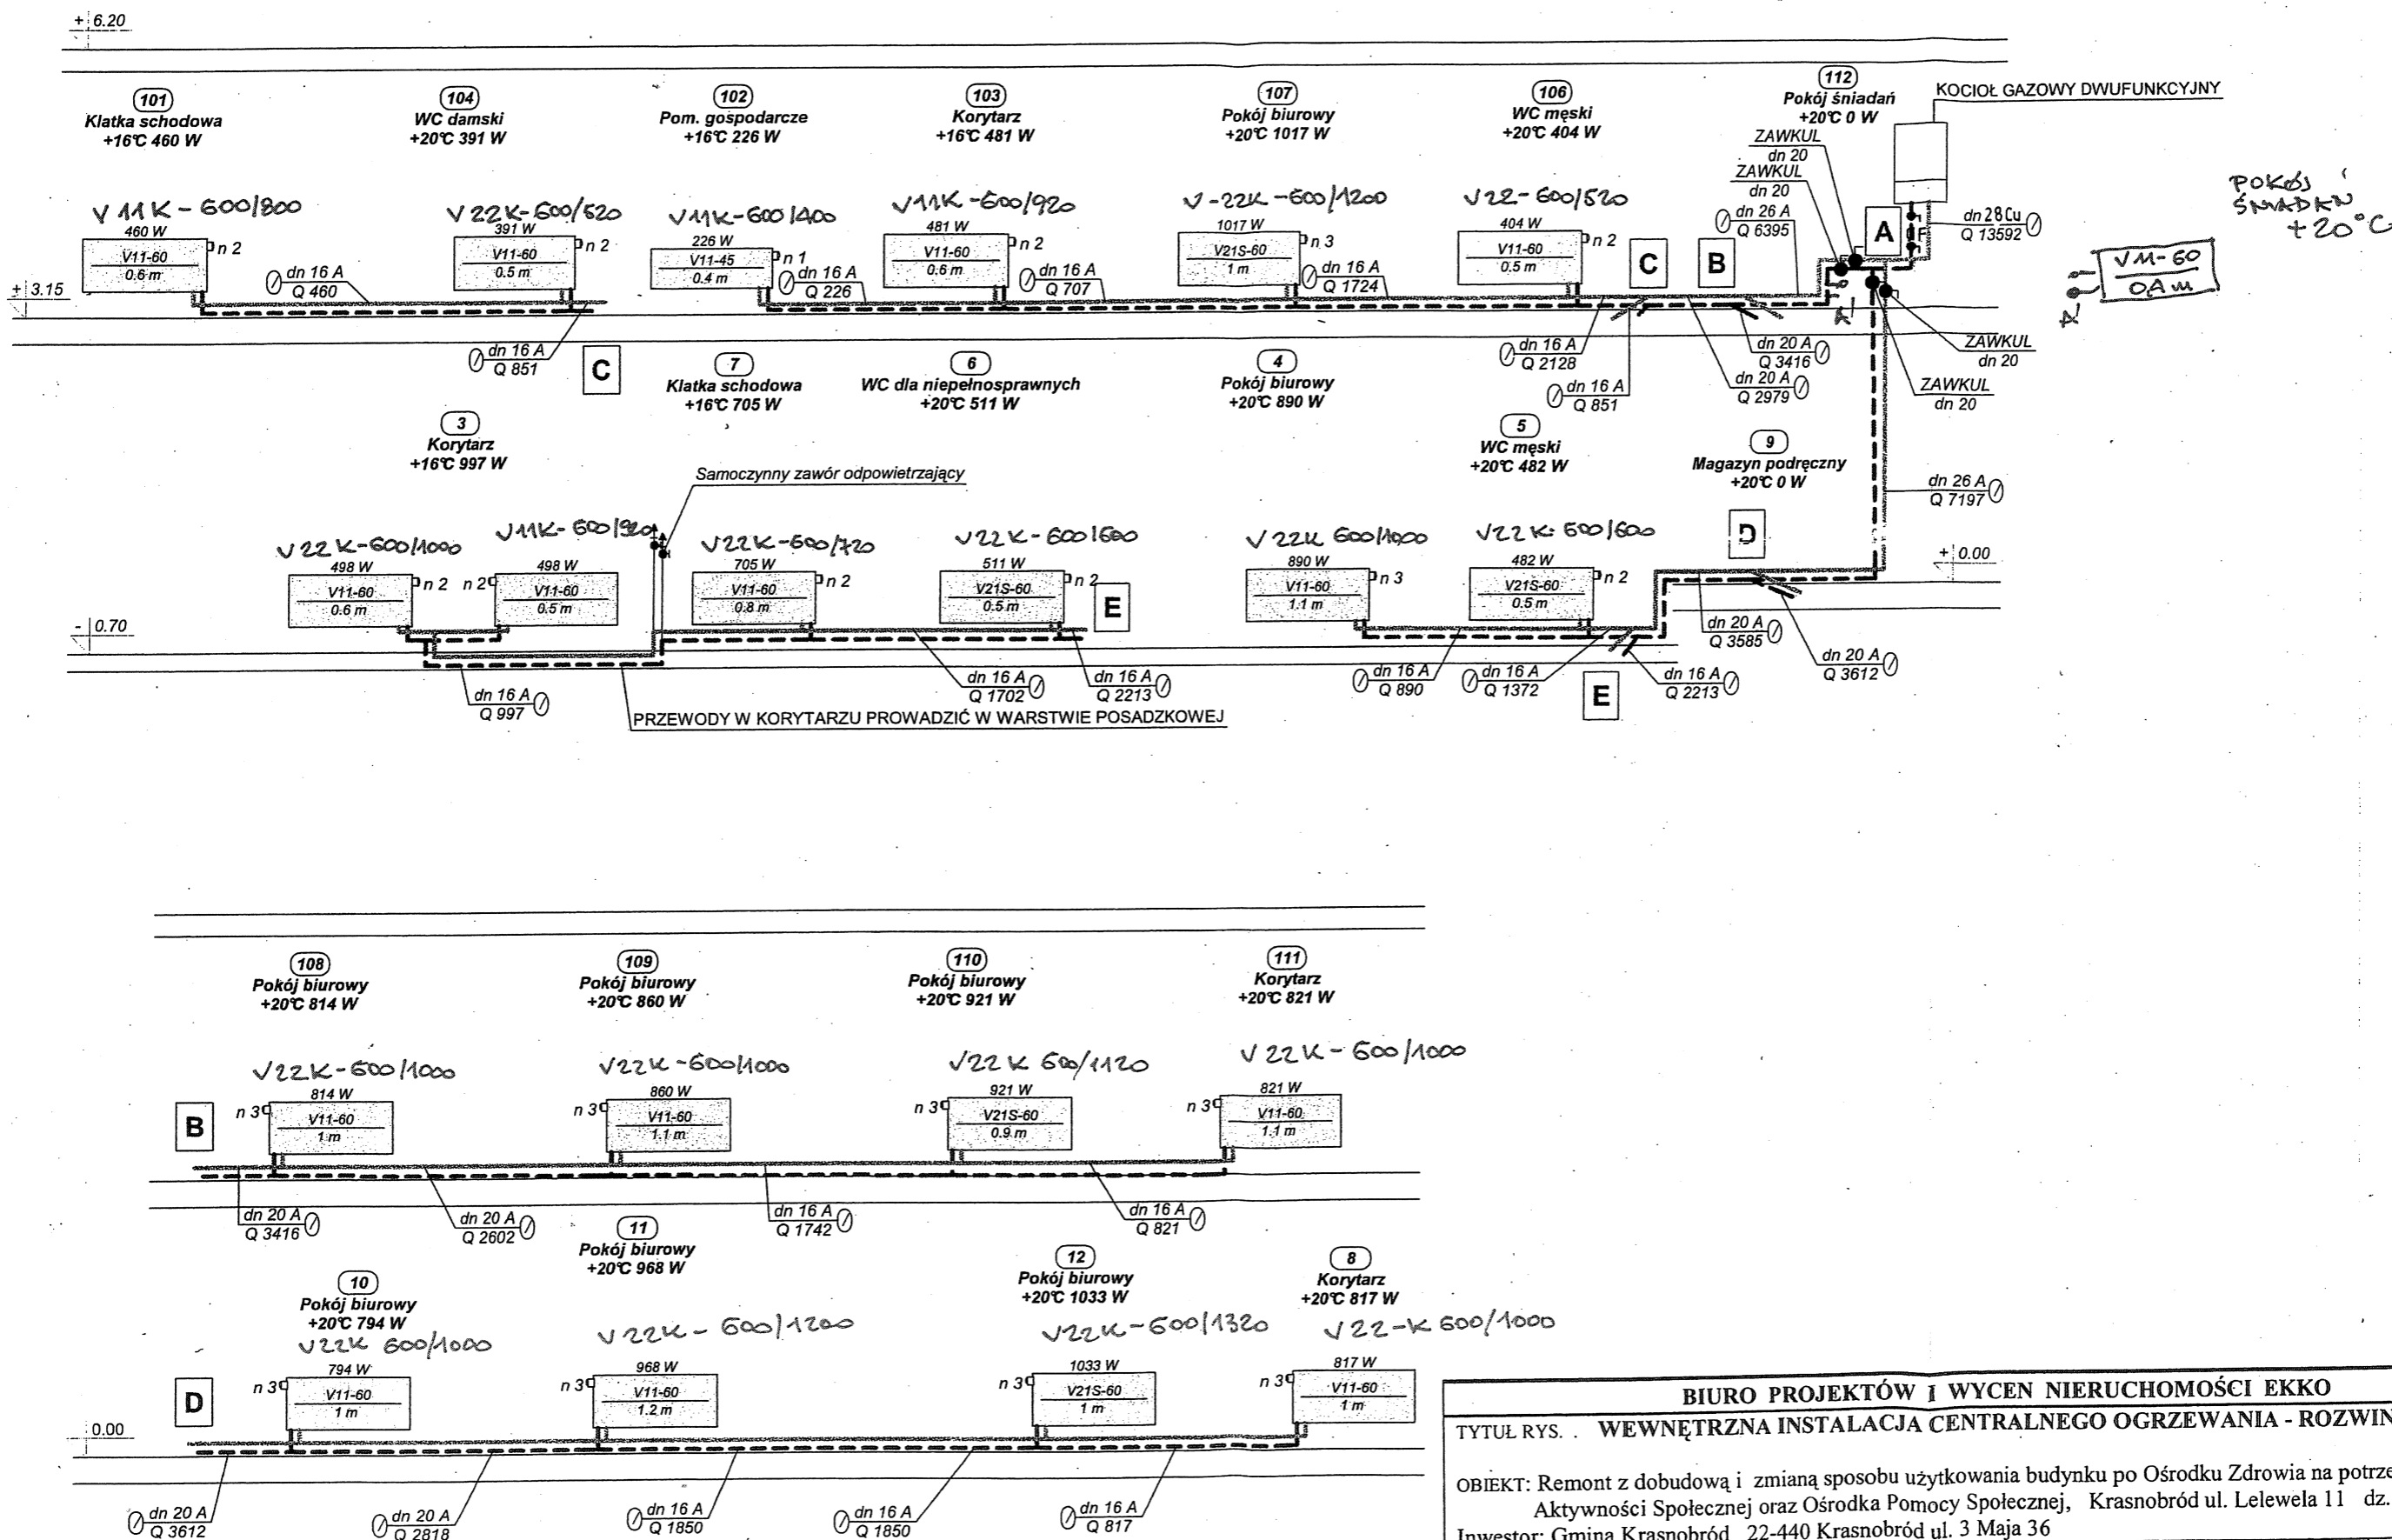 + 6.20
101
Klatka schodowa
+16°C 460 W
104
WC damski
+20°C 391 W
102
Pom. gospodarcze
+16°C 226 W
103
Korytarz
+16°C 481 W
107
Pokój biurowy
+20°C 1017 W
106
WC męski
+20°C 404 W
112
Pokój śniadań
+20°C 0 W
KOCIOŁ GAZOWY DWUFUNKCYJNY
ZAWKUL
dn 20
ZAWKUL
dn 20
dn 26 A
Q 6395
A
dn 28 Cu
Q 13592
POKÓJ
ŚNIADAŃ
+20°C
V11-60
V 11K - 600/800
460 W
V11-60
0.6 m
n 2
dn 16 A
Q 460
V 22K-600/520
391 W
V11-60
0.5 m
n 2
V11K-600/400
226 W
V11-45
0.4 m
n 1
dn 16 A
Q 226
V11K-600/920
481 W
V11-60
0.6 m
n 2
dn 16 A
Q 707
V-22K-600/1200
1017 W
V21S-60
1 m
n 3
dn 16 A
Q 1724
V22-600/520
404 W
V11-60
0.5 m
n 2
C
B
+ 3.15
dn 16 A
Q 851
C
dn 16 A
Q 2128
dn 16 A
Q 851
dn 20 A
Q 3416
dn 20 A
Q 2979
ZAWKUL
dn 20
ZAWKUL
dn 20
7
Klatka schodowa
+16°C 705 W
6
WC dla niepełnosprawnych
+20°C 511 W
4
Pokój biurowy
+20°C 890 W
3
Korytarz
+16°C 997 W
5
WC męski
+20°C 482 W
9
Magazyn podręczny
+20°C 0 W
Samoczynny zawór odpowietrzający
dn 26 A
Q 7197
V 22K-600/1000
498 W
V11-60
0.6 m
n 2
V11K-600/920
498 W
V11-60
0.5 m
n 2
V22K-600/720
705 W
V11-60
0.8 m
n 2
V22K-600/600
511 W
V21S-60
0.5 m
n 2
E
V 22K 600/1000
890 W
V11-60
1.1 m
n 3
V22K-600/600
482 W
V21S-60
0.5 m
n 2
D
+ 0.00
- 0.70
dn 16 A
Q 997
dn 16 A
Q 1702
dn 16 A
Q 2213
dn 16 A
Q 890
dn 16 A
Q 1372
E
dn 16 A
Q 2213
dn 20 A
Q 3585
dn 20 A
Q 3612
PRZEWODY W KORYTARZU PROWADZIĆ W WARSTWIE POSADZKOWEJ
108
Pokój biurowy
+20°C 814 W
109
Pokój biurowy
+20°C 860 W
110
Pokój biurowy
+20°C 921 W
111
Korytarz
+20°C 821 W
B
V22K-600/1000
814 W
n 3
V11-60
1 m
V22K-600/1000
860 W
n 3
V11-60
1.1 m
V22K 600/1120
921 W
n 3
V21S-60
0.9 m
V 22K-600/1000
821 W
n 3
V11-60
1.1 m
dn 20 A
Q 3416
dn 20 A
Q 2602
dn 16 A
Q 1742
dn 16 A
Q 821
10
Pokój biurowy
+20°C 794 W
11
Pokój biurowy
+20°C 968 W
12
Pokój biurowy
+20°C 1033 W
8
Korytarz
+20°C 817 W
D
V22K 600/1000
794 W
n 3
V11-60
1 m
V 22K - 600/1200
968 W
n 3
V11-60
1.2 m
V22K-600/1320
1033 W
n 3
V21S-60
1 m
V 22-K 600/1000
817 W
n 3
V11-60
1 m
0.00
dn 20 A
Q 3612
dn 20 A
Q 2818
dn 16 A
Q 1850
dn 16 A
Q 1850
dn 16 A
Q 817
BIURO PROJEKTÓW I WYCEN NIERUCHOMOŚCI EKKO
TYTUŁ RYS. . WEWNĘTRZNA INSTALACJA CENTRALNEGO OGRZEWANIA - ROZWIN
OBIEKT: Remont z dobudową i zmianą sposobu użytkowania budynku po Ośrodku Zdrowia na potrze
Aktywności Społecznej oraz Ośrodka Pomocy Społecznej, Krasnobród ul. Lelewela 11 dz.
Inwestor: Gmina Krasnobród 22-440 Krasnobród ul. 3 Maja 36